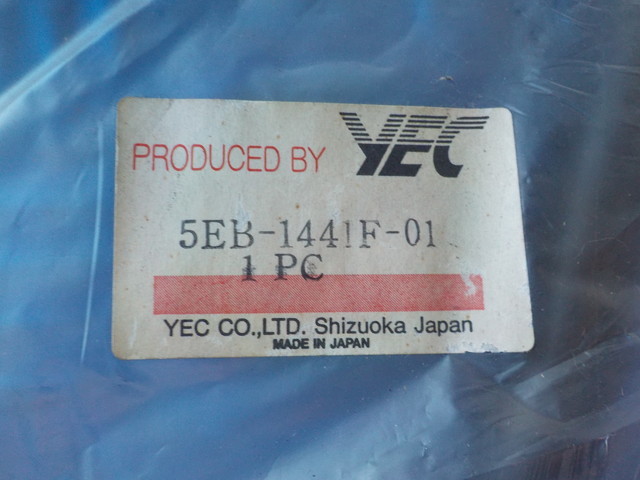 PRODUCED BY YEC
5EB-1441F-01
1 PC
YEC CO.,LTD. Shizuoka Japan
MADE IN JAPAN